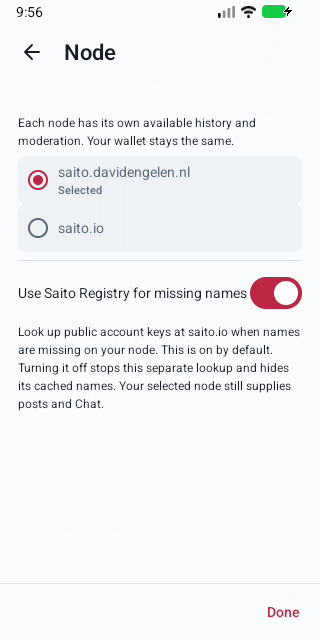 9:56
Node
Each node has its own available history and
moderation. Your wallet stays the same.
saito.davidengelen.nl
Selected
saito.io
Use Saito Registry for missing names
Look up public account keys at saito.io when names
are missing on your node. This is on by default.
Turning it off stops this separate lookup and hides
its cached names. Your selected node still supplies
posts and Chat.
Done